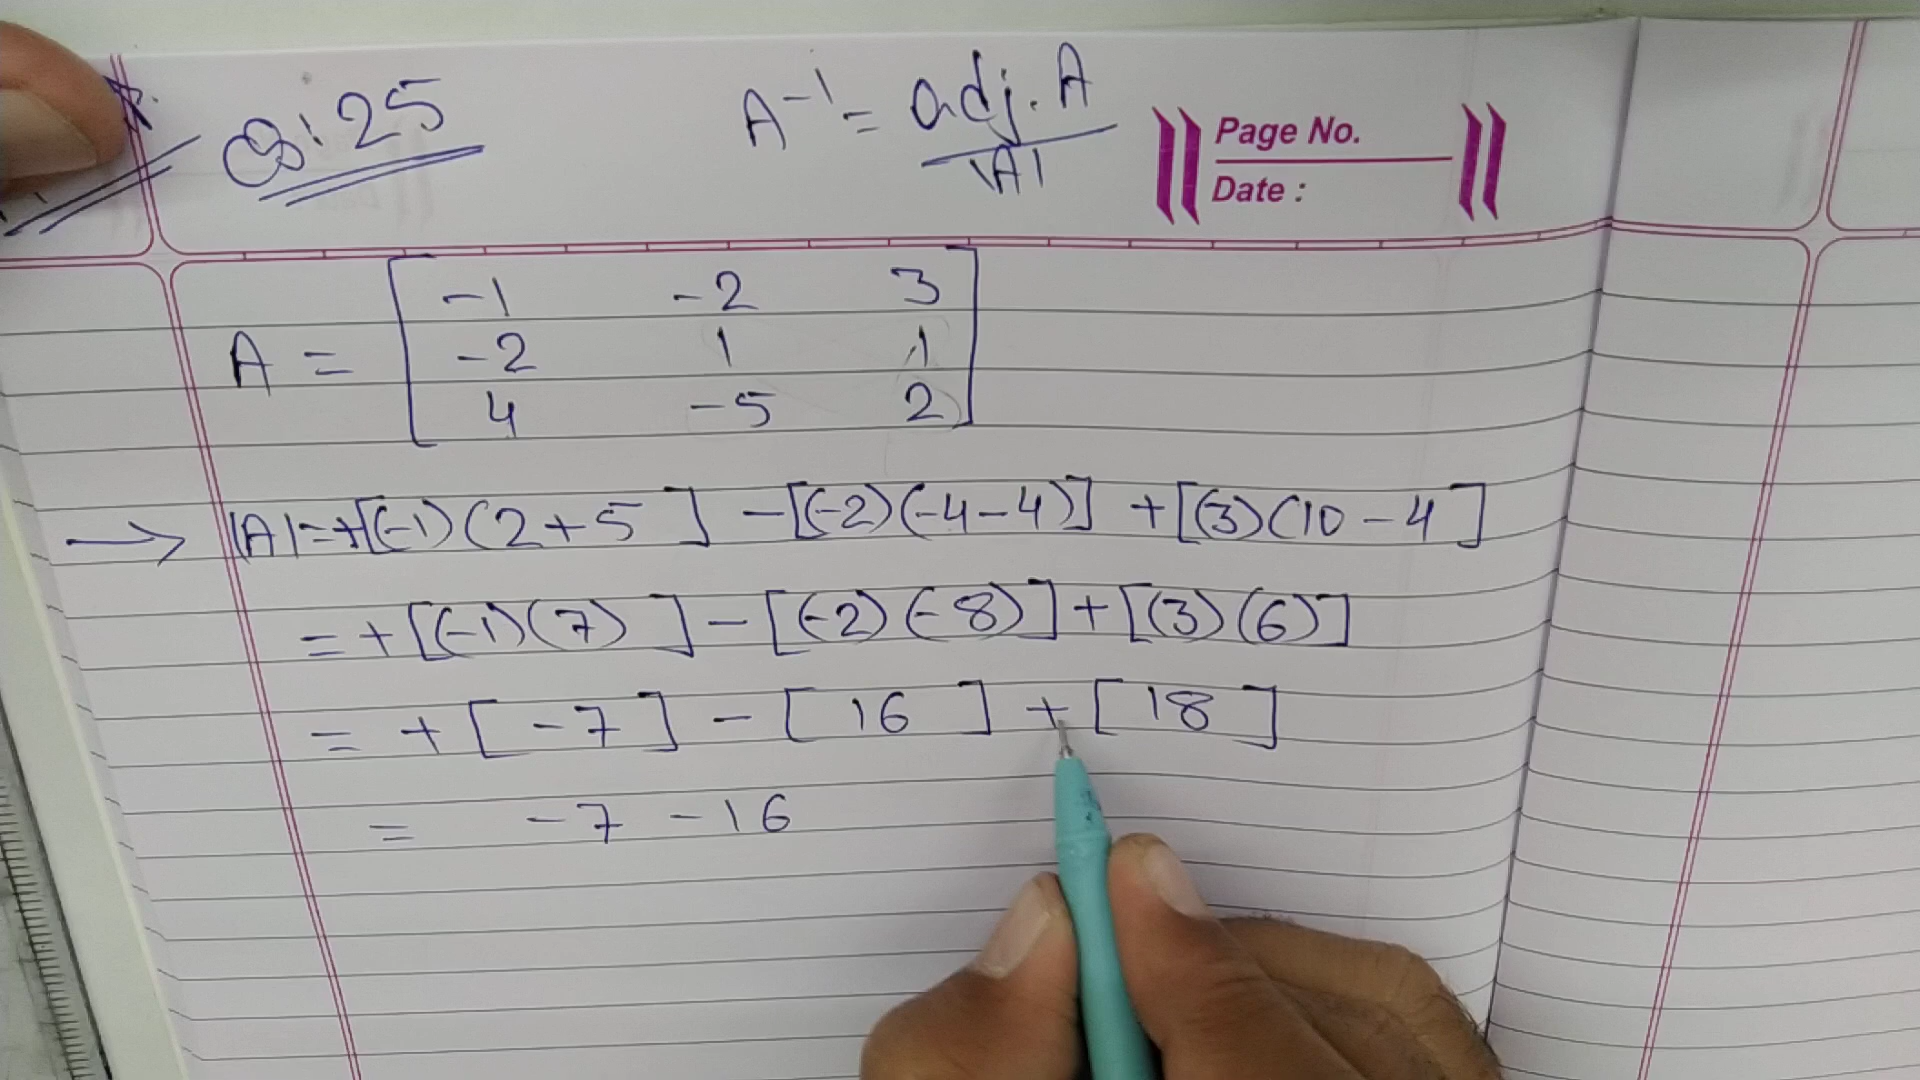 Q: 25
A⁻¹ = adj. A / |A|
Page No.
Date :
A = [ -1 -2 3
-2 1 1
4 -5 2 ]
→ |A| = +[(-1)(2+5] -[(-2)(-4-4)] +[(3)(10-4]
= +[(-1)(7)] -[(-2)(-8)] +[(3)(6)]
= +[-7] -[16] +[18]
= -7 -16